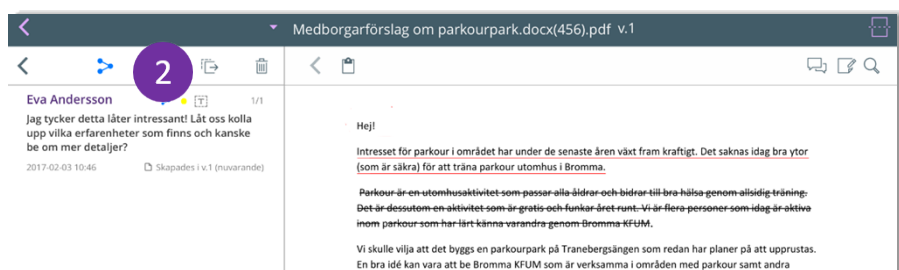 Medborgarförslag om parkourpark.docx(456).pdf v.1
2
Eva Andersson T 1/1
Jag tycker detta låter intressant! Låt oss kolla
upp vilka erfarenheter som finns och kanske
be om mer detaljer?
2017-02-03 10:46 Skapades i v.1 (nuvarande)
Hej!
Intresset för parkour i området har under de senaste åren växt fram kraftigt. Det saknas idag bra ytor
(som är säkra) för att träna parkour utomhus i Bromma.
Parkour är en utomhusaktivitet som passar alla åldrar och bidrar till bra hälsa genom allsidig träning.
Det är dessutom en aktivitet som är gratis och funkar året runt. Vi är flera personer som idag är aktiva
inom parkour som har lärt känna varandra genom Bromma KFUM.
Vi skulle vilja att det byggs en parkourpark på Tranebergsängen som redan har planer på att upprustas.
En bra idé kan vara att be Bromma KFUM som är verksamma i områden med parkour samt andra